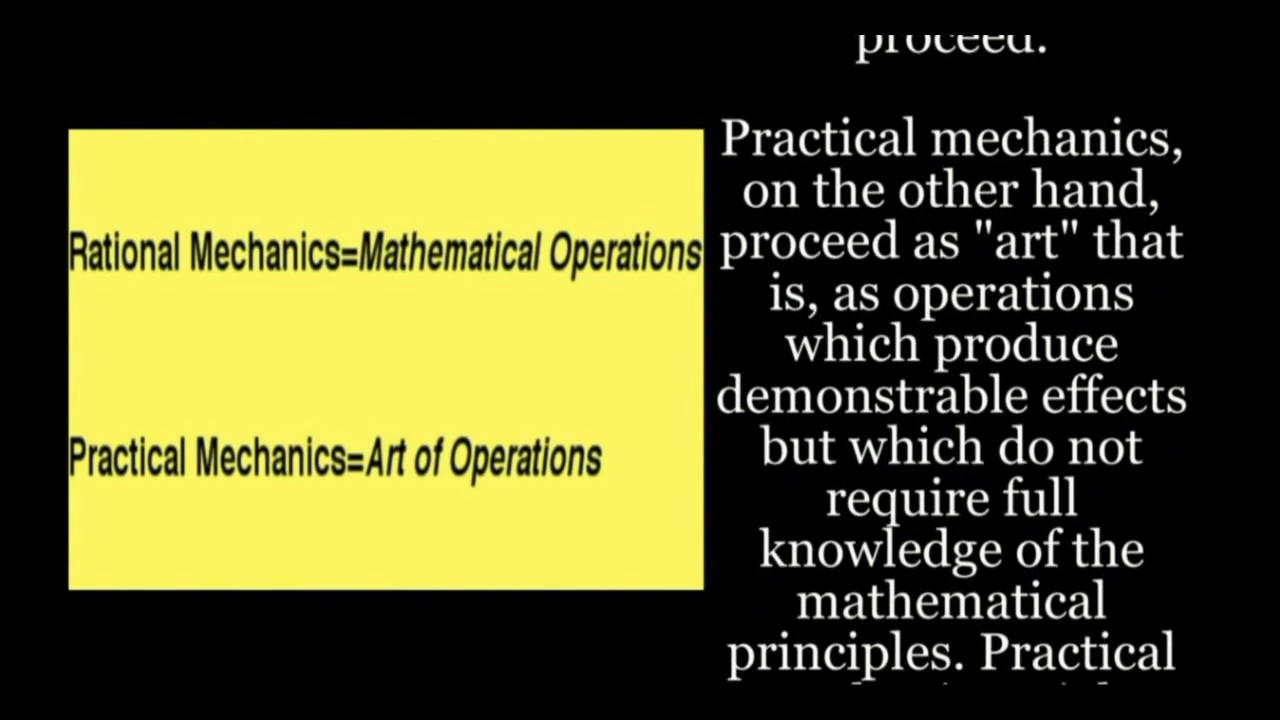 Rational Mechanics=Mathematical Operations
Practical Mechanics=Art of Operations
proceed.
Practical mechanics,
on the other hand,
proceed as "art" that
is, as operations
which produce
demonstrable effects
but which do not
require full
knowledge of the
mathematical
principles. Practical